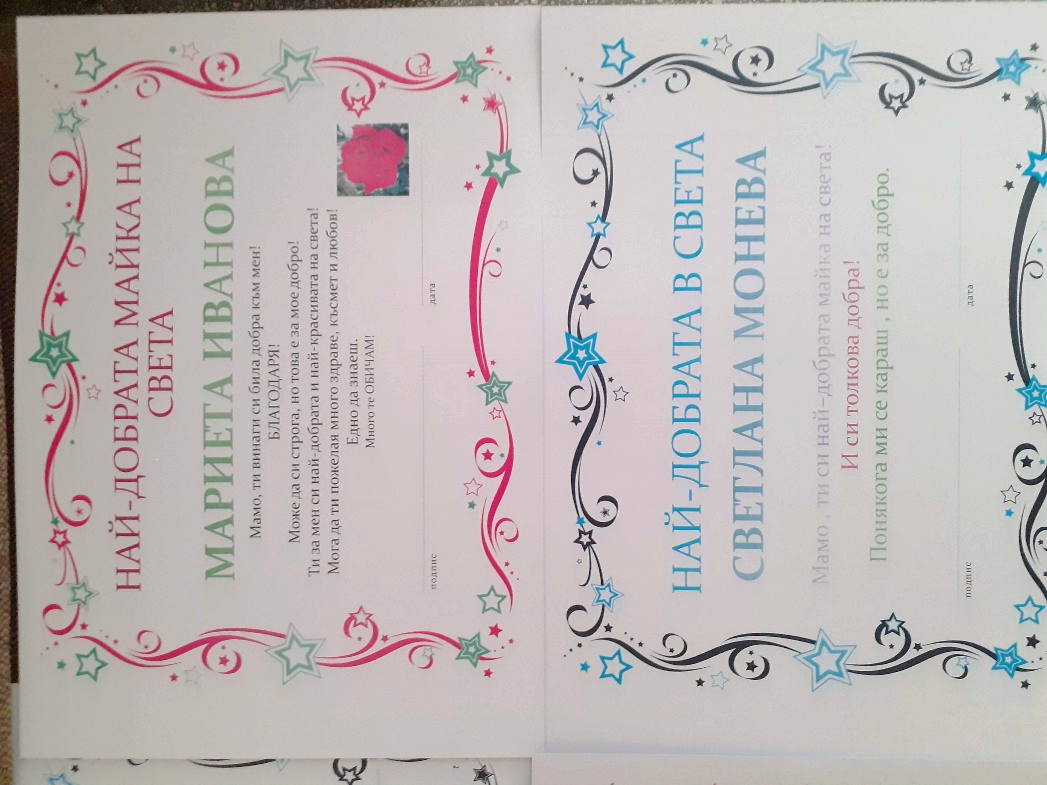 НАЙ-ДОБРАТА МАЙКА НА
СВЕТА
МАРИЕТА ИВАНОВА
Мамо, ти винаги си била добра към мен!
БЛАГОДАРЯ!
Може да си строга, но това е за мое добро!
Ти за мен си най-добрата и най-красивата на света!
Мога да ти пожелая много здраве, късмет и любов!
Едно да знаеш.
Много те ОБИЧАМ!
подпис дата
НАЙ-ДОБРАТА В СВЕТА
СВЕТЛАНА МОНЕВА
Мамо , ти си най-добрата майка на света!
И си толкова добра!
Понякога ми се караш , но е за добро.
подпис дата